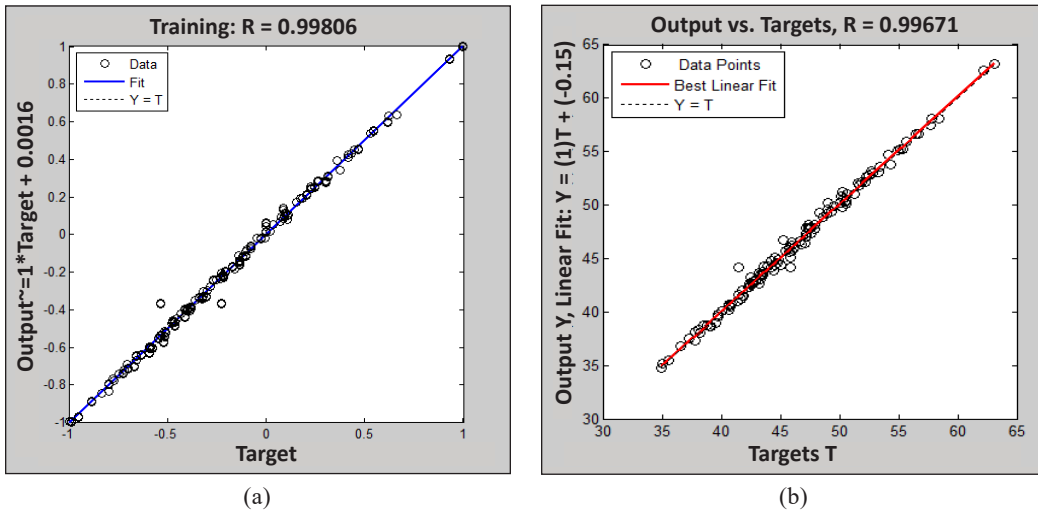 Training: R = 0.99806
Output~=1*Target + 0.0016
1
0.8
0.6
0.4
0.2
0
-0.2
-0.4
-0.6
-0.8
-1
Data
Fit
Y = T
-1
-0.5
0
0.5
1
Target
(a)
Output vs. Targets, R = 0.99671
Output Y, Linear Fit: Y = (1)T + (-0.15)
65
60
55
50
45
40
35
30
Data Points
Best Linear Fit
Y = T
30
35
40
45
50
55
60
65
Targets T
(b)